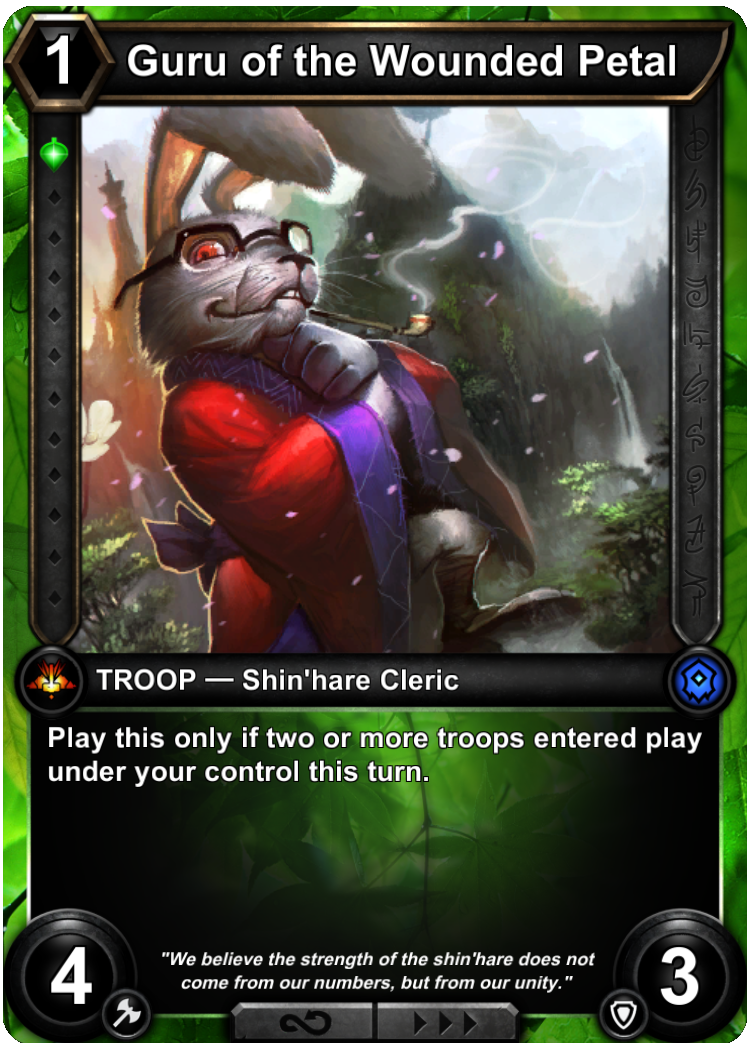 1
Guru of the Wounded Petal
TROOP — Shin'hare Cleric
Play this only if two or more troops entered play
under your control this turn.
"We believe the strength of the shin'hare does not
come from our numbers, but from our unity."
4
3